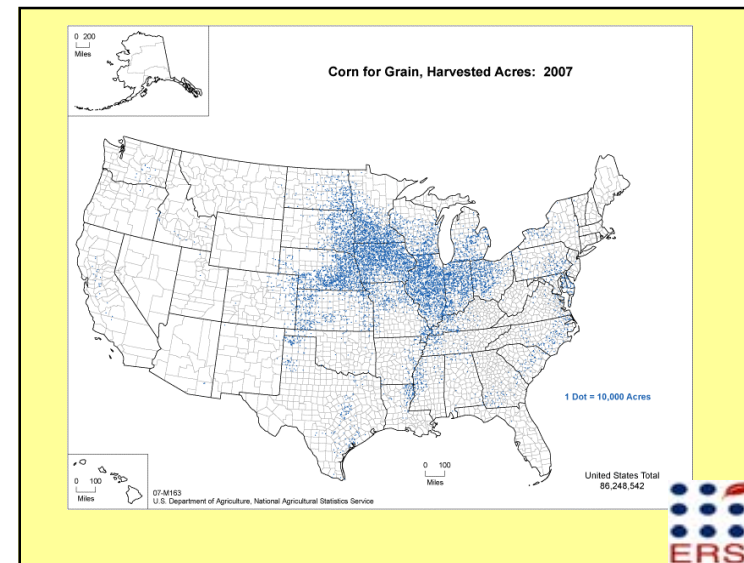 0 200
Miles
Corn for Grain, Harvested Acres: 2007
1 Dot = 10,000 Acres
0 100
Miles
0 100
Miles
United States Total
86,248,542
07-M163
U.S. Department of Agriculture, National Agricultural Statistics Service
ERS